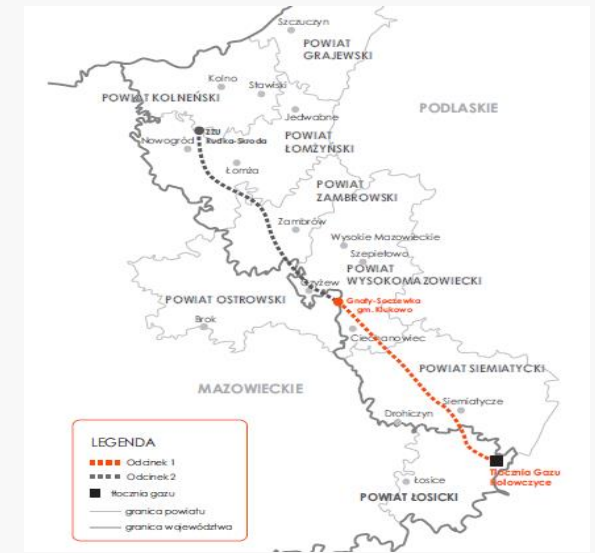 Szczuczyn
POWIAT
GRAJEWSKI
Kolno
Stawiski
POWIAT KOLNEŃSKI
PODLASKIE
Jedwabne
ZZU
Rudka-Skroda
Nowogród
POWIAT
ŁOMŻYŃSKI
Łomża
POWIAT
ZAMBROWSKI
Zambrów
Wysokie Mazowieckie
Szepietowo
POWIAT
WYSOKOMAZOWIECKI
Czyżew
POWIAT OSTROWSKI
Gnaty-Soczewka
gm. Klukowo
Brok
Ciechanowiec
POWIAT SIEMIATYCKI
MAZOWIECKIE
Siemiatycze
Drohiczyn
Tłocznia Gazu
Hołowczyce
Łosice
POWIAT ŁOSICKI
LEGENDA
Odcinek 1
Odcinek 2
tłocznia gazu
granica powiatu
granica województwa